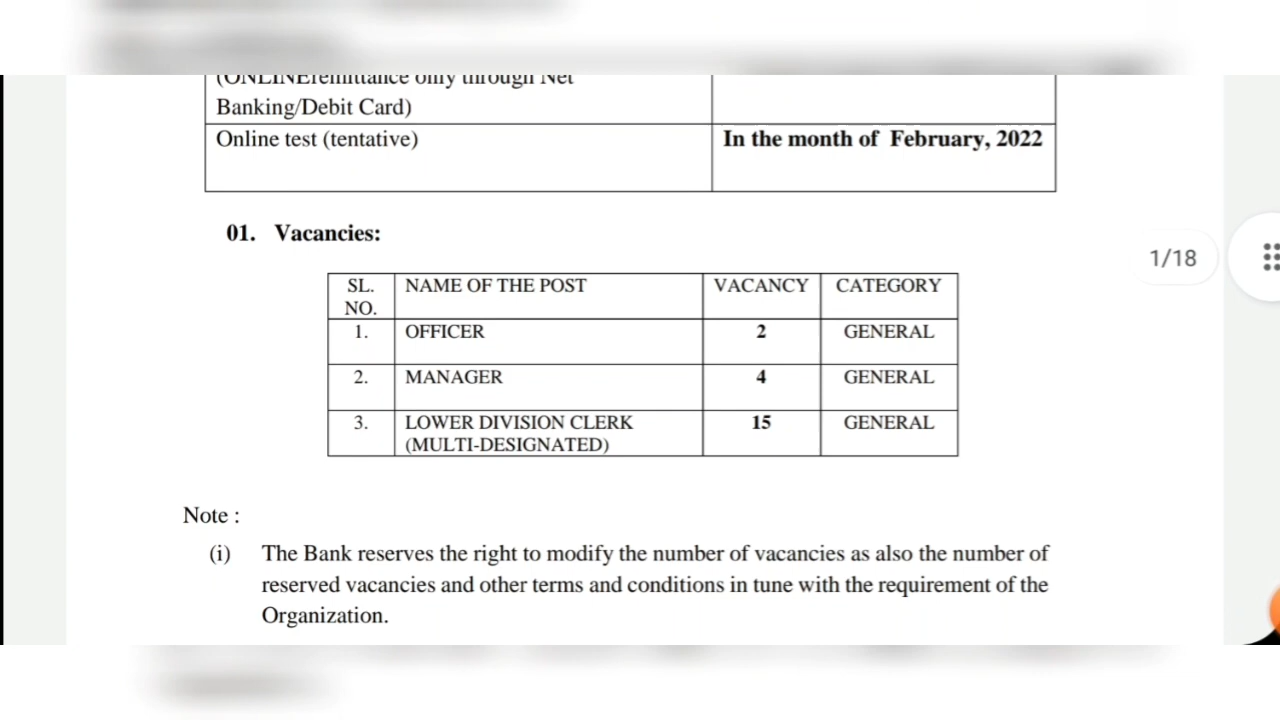 Banking/Debit Card)
Online test (tentative)
In the month of February, 2022
01. Vacancies:
SL. NO.
NAME OF THE POST
VACANCY
CATEGORY
1.
OFFICER
2
GENERAL
2.
MANAGER
4
GENERAL
3.
LOWER DIVISION CLERK
(MULTI-DESIGNATED)
15
GENERAL
1/18
Note :
(i) The Bank reserves the right to modify the number of vacancies as also the number of
reserved vacancies and other terms and conditions in tune with the requirement of the
Organization.